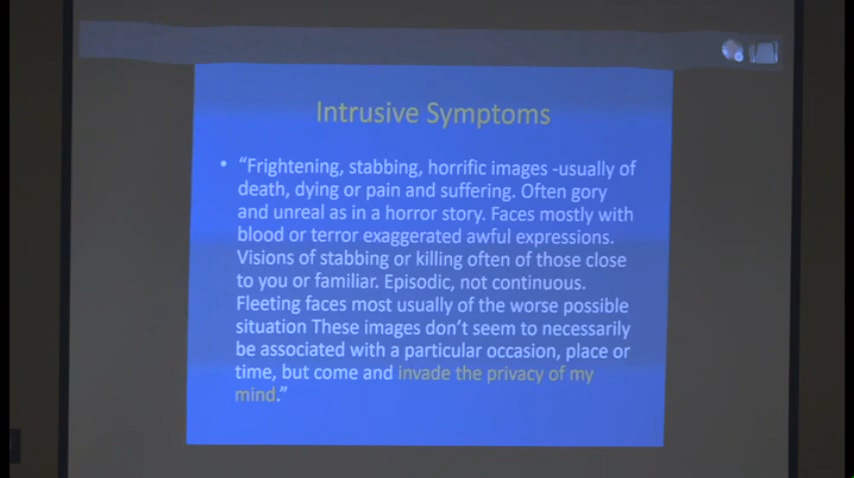 Intrusive Symptoms
• “Frightening, stabbing, horrific images -usually of
death, dying or pain and suffering. Often gory
and unreal as in a horror story. Faces mostly with
blood or terror exaggerated awful expressions.
Visions of stabbing or killing often of those close
to you or familiar. Episodic, not continuous.
Fleeting faces most usually of the worse possible
situation These images don’t seem to necessarily
be associated with a particular occasion, place or
time, but come and invade the privacy of my
mind.”